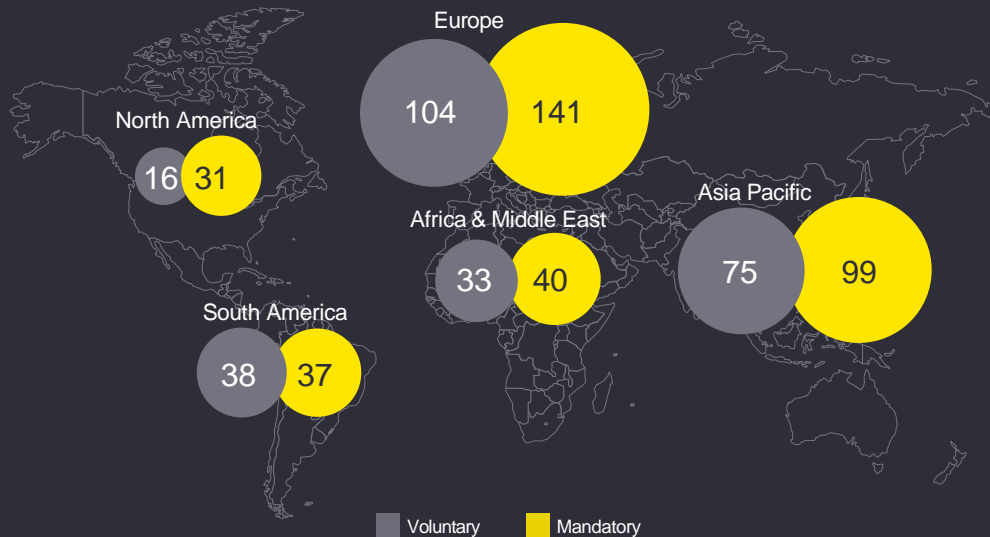 Europe
104 141
North America
16 31
Asia Pacific
75 99
Africa & Middle East
33 40
South America
38 37
Voluntary Mandatory